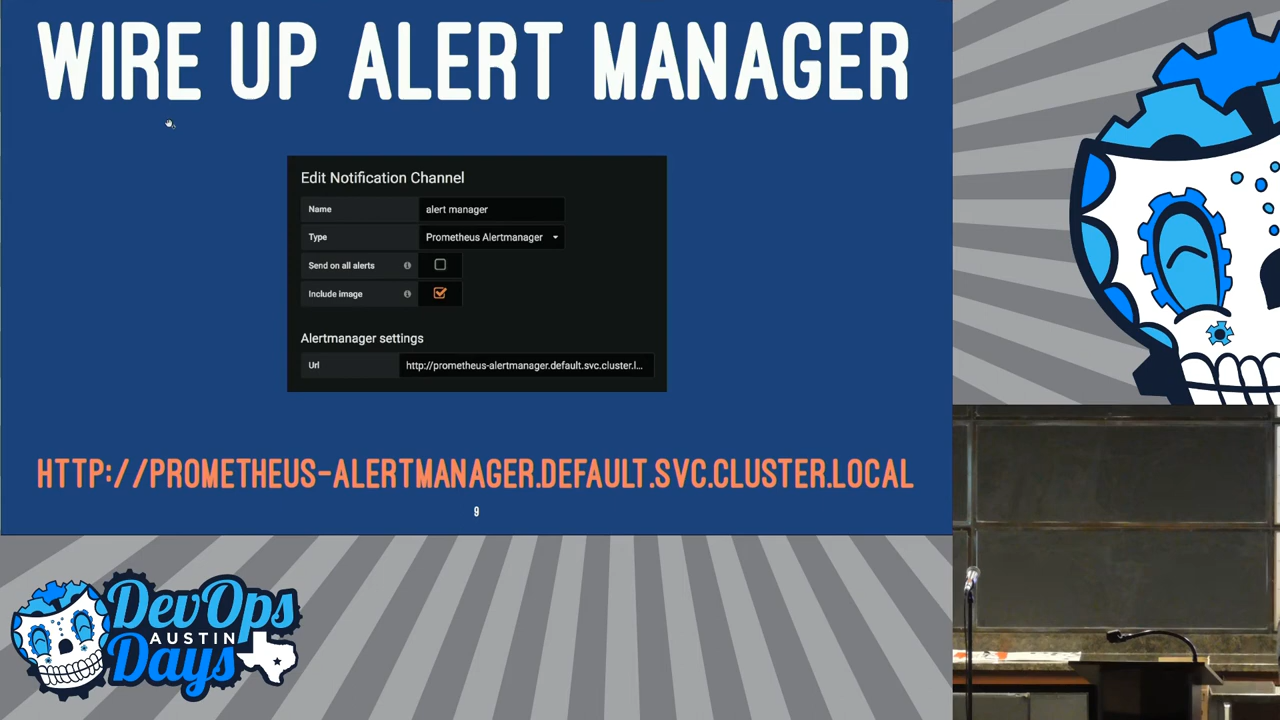 WIRE UP ALERT MANAGER
Edit Notification Channel
Name alert manager
Type Prometheus Alertmanager
Send on all alerts
Include image
Alertmanager settings
Url http://prometheus-alertmanager.default.svc.cluster.l...
HTTP://PROMETHEUS-ALERTMANAGER.DEFAULT.SVC.CLUSTER.LOCAL
9
DevOps
AUSTIN
Days